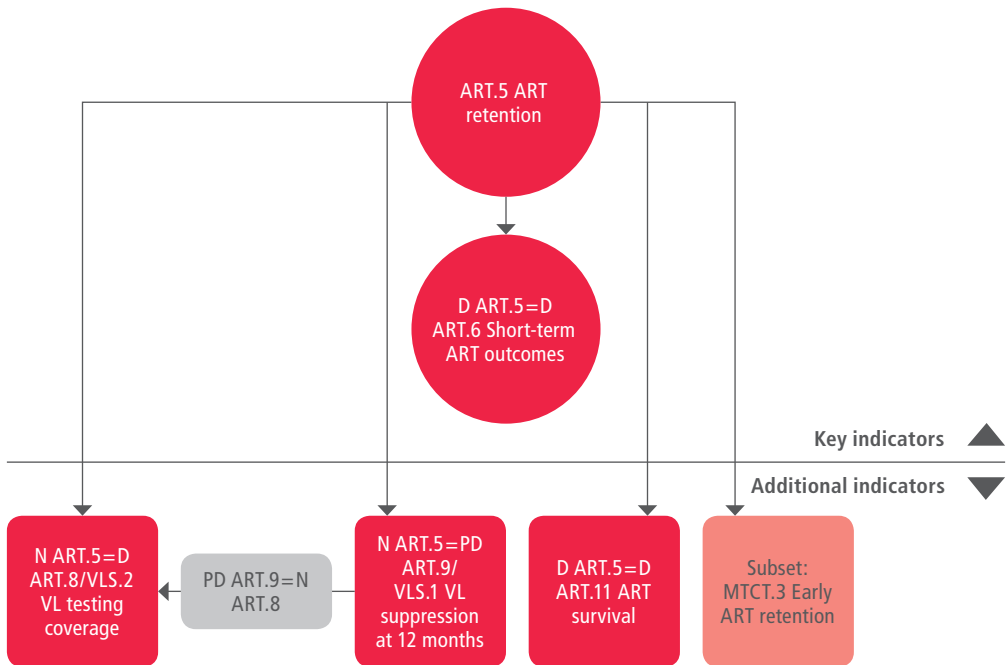 ART.5 ART
retention
D ART.5=D
ART.6 Short-term
ART outcomes
Key indicators
Additional indicators
N ART.5=D
ART.8/VLS.2
VL testing
coverage
PD ART.9=N
ART.8
N ART.5=PD
ART.9/
VLS.1 VL
suppression
at 12 months
D ART.5=D
ART.11 ART
survival
Subset:
MTCT.3 Early
ART retention